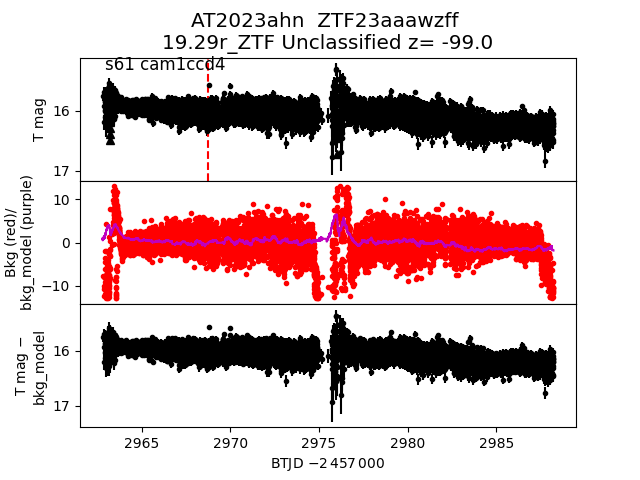 AT2023ahn  ZTF23aaawzff
19.29r_ZTF Unclassified z= -99.0
s61 cam1ccd4
T mag
16
17
Bkg (red)/
bkg_model (purple)
10
0
−10
T mag −
bkg_model
16
17
2965
2970
2975
2980
2985
BTJD −2 457 000